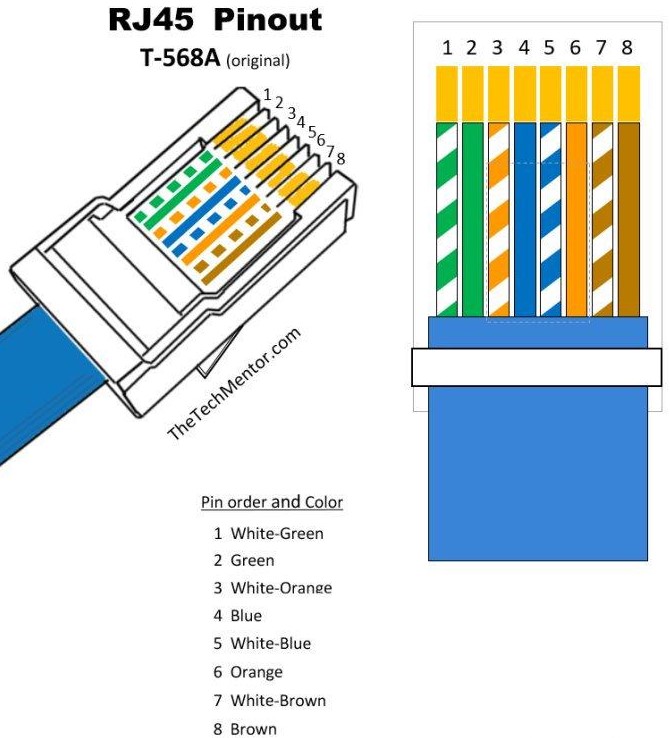 RJ45 Pinout
T-568A (original)
1 2 3 4 5 6 7 8
1 2 3 4 5 6 7 8
TheTechMentor.com
Pin order and Color
1 White-Green
2 Green
3 White-Orange
4 Blue
5 White-Blue
6 Orange
7 White-Brown
8 Brown